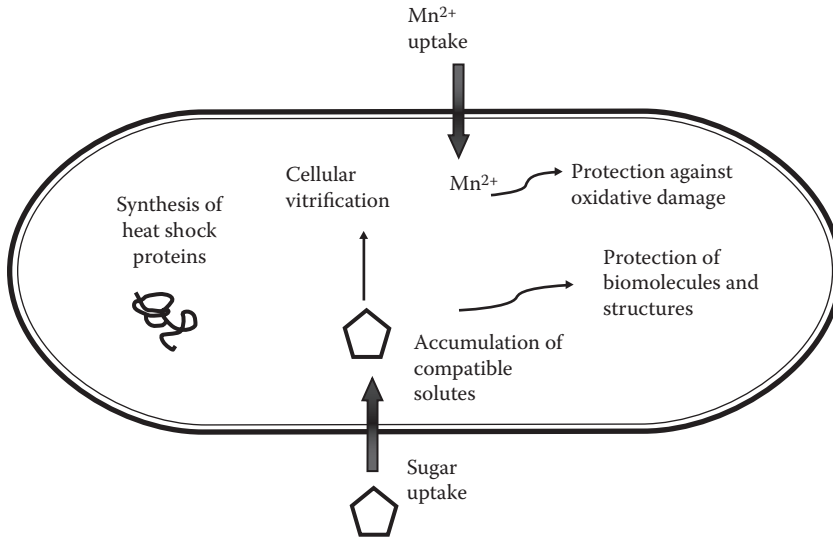 Mn²⁺
uptake
Cellular
vitrification
Mn²⁺
Protection against
oxidative damage
Synthesis of
heat shock
proteins
Protection of
biomolecules and
structures
Accumulation of
compatible
solutes
Sugar
uptake